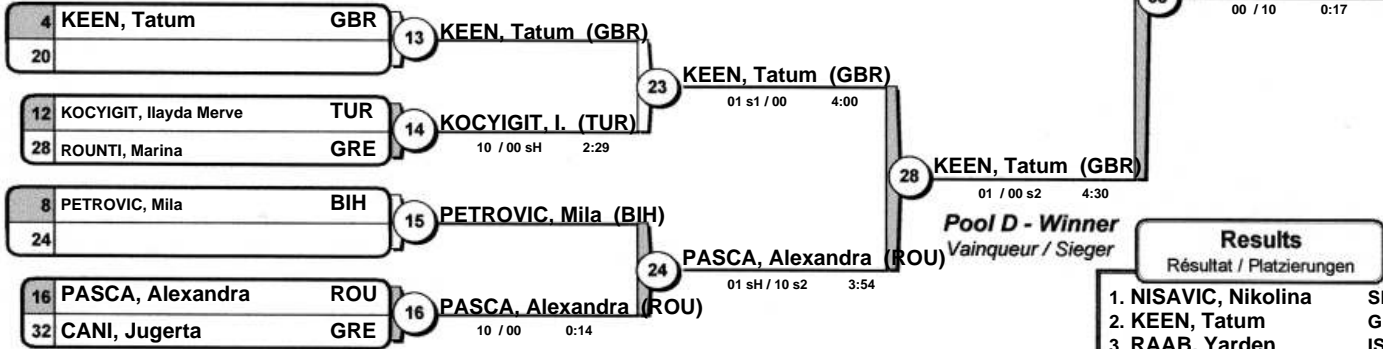 4 KEEN, Tatum GBR
20
13 KEEN, Tatum (GBR)
12 KOCYIGIT, Ilayda Merve TUR
28 ROUNTI, Marina GRE
14 KOCYIGIT, I. (TUR)
10 / 00 sH 2:29
23 KEEN, Tatum (GBR)
01 s1 / 00 4:00
8 PETROVIC, Mila BIH
24
15 PETROVIC, Mila (BIH)
16 PASCA, Alexandra ROU
32 CANI, Jugerta GRE
16 PASCA, Alexandra (ROU)
10 / 00 0:14
24 PASCA, Alexandra (ROU)
01 sH / 10 s2 3:54
28 KEEN, Tatum (GBR)
01 / 00 s2 4:30
Pool D - Winner
Vainqueur / Sieger
00 / 10 0:17
Results
Résultat / Platzierungen
1. NISAVIC, Nikolina
2. KEEN, Tatum
3. RAAB, Yarden